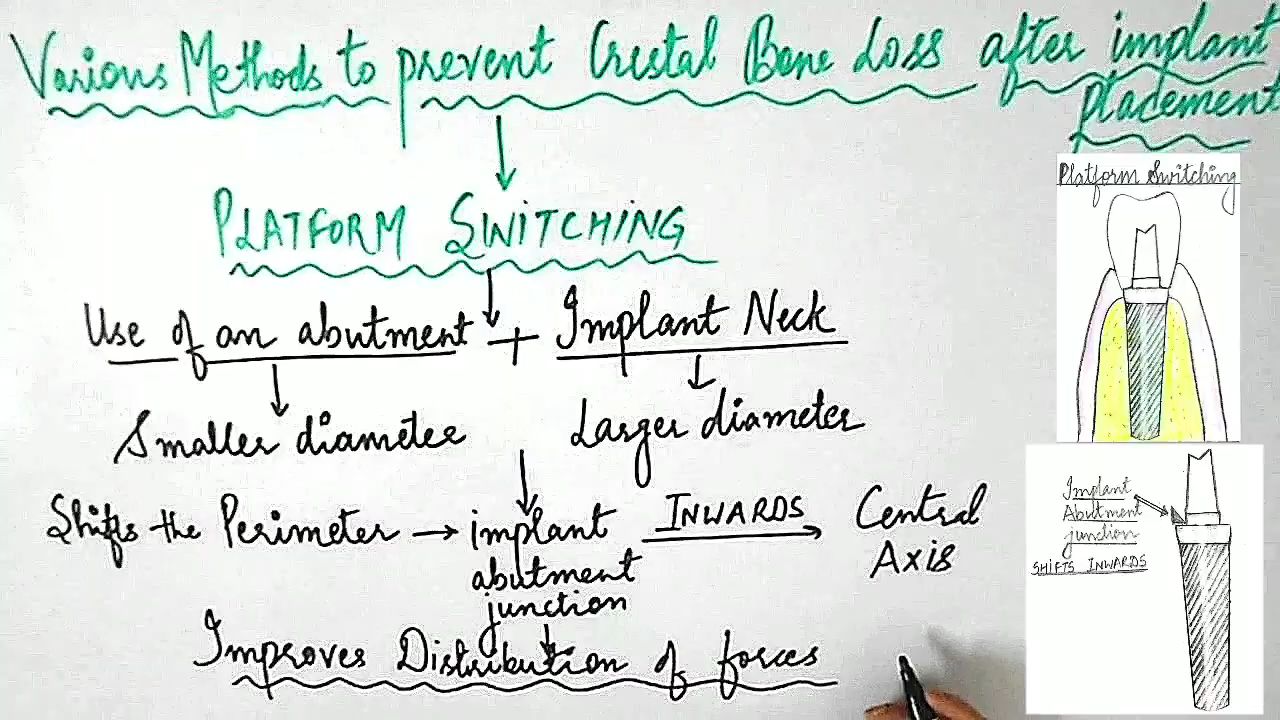 Various Methods to prevent Crestal Bone Loss after implant
placement
PLATFORM SWITCHING
Use of an abutment + Implant Neck
Smaller diameter Larger diameter
Shifts the Perimeter → implant INWARDS Central
abutment Axis
junction
Improves Distribution of forces
Platform Switching
Implant
Abutment
junction
SHIFTS INWARDS